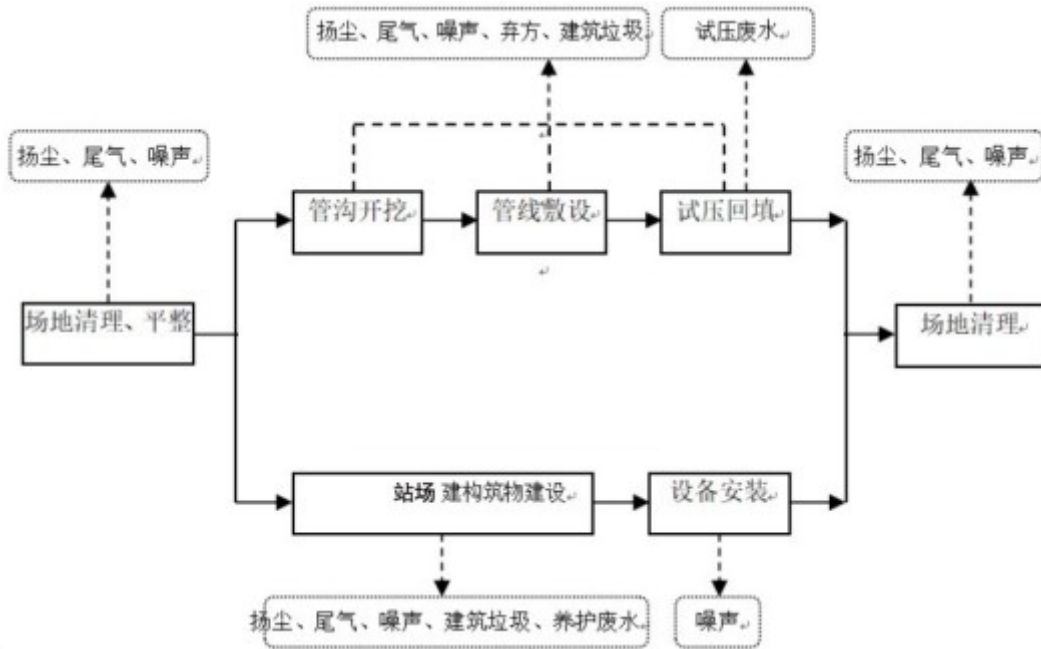 扬尘、尾气、噪声、弃方、建筑垃圾
试压废水
扬尘、尾气、噪声
扬尘、尾气、噪声
管沟开挖
管线敷设
试压回填
场地清理、平整
场地清理
站场 建构筑物建设
设备安装
扬尘、尾气、噪声、建筑垃圾、养护废水
噪声